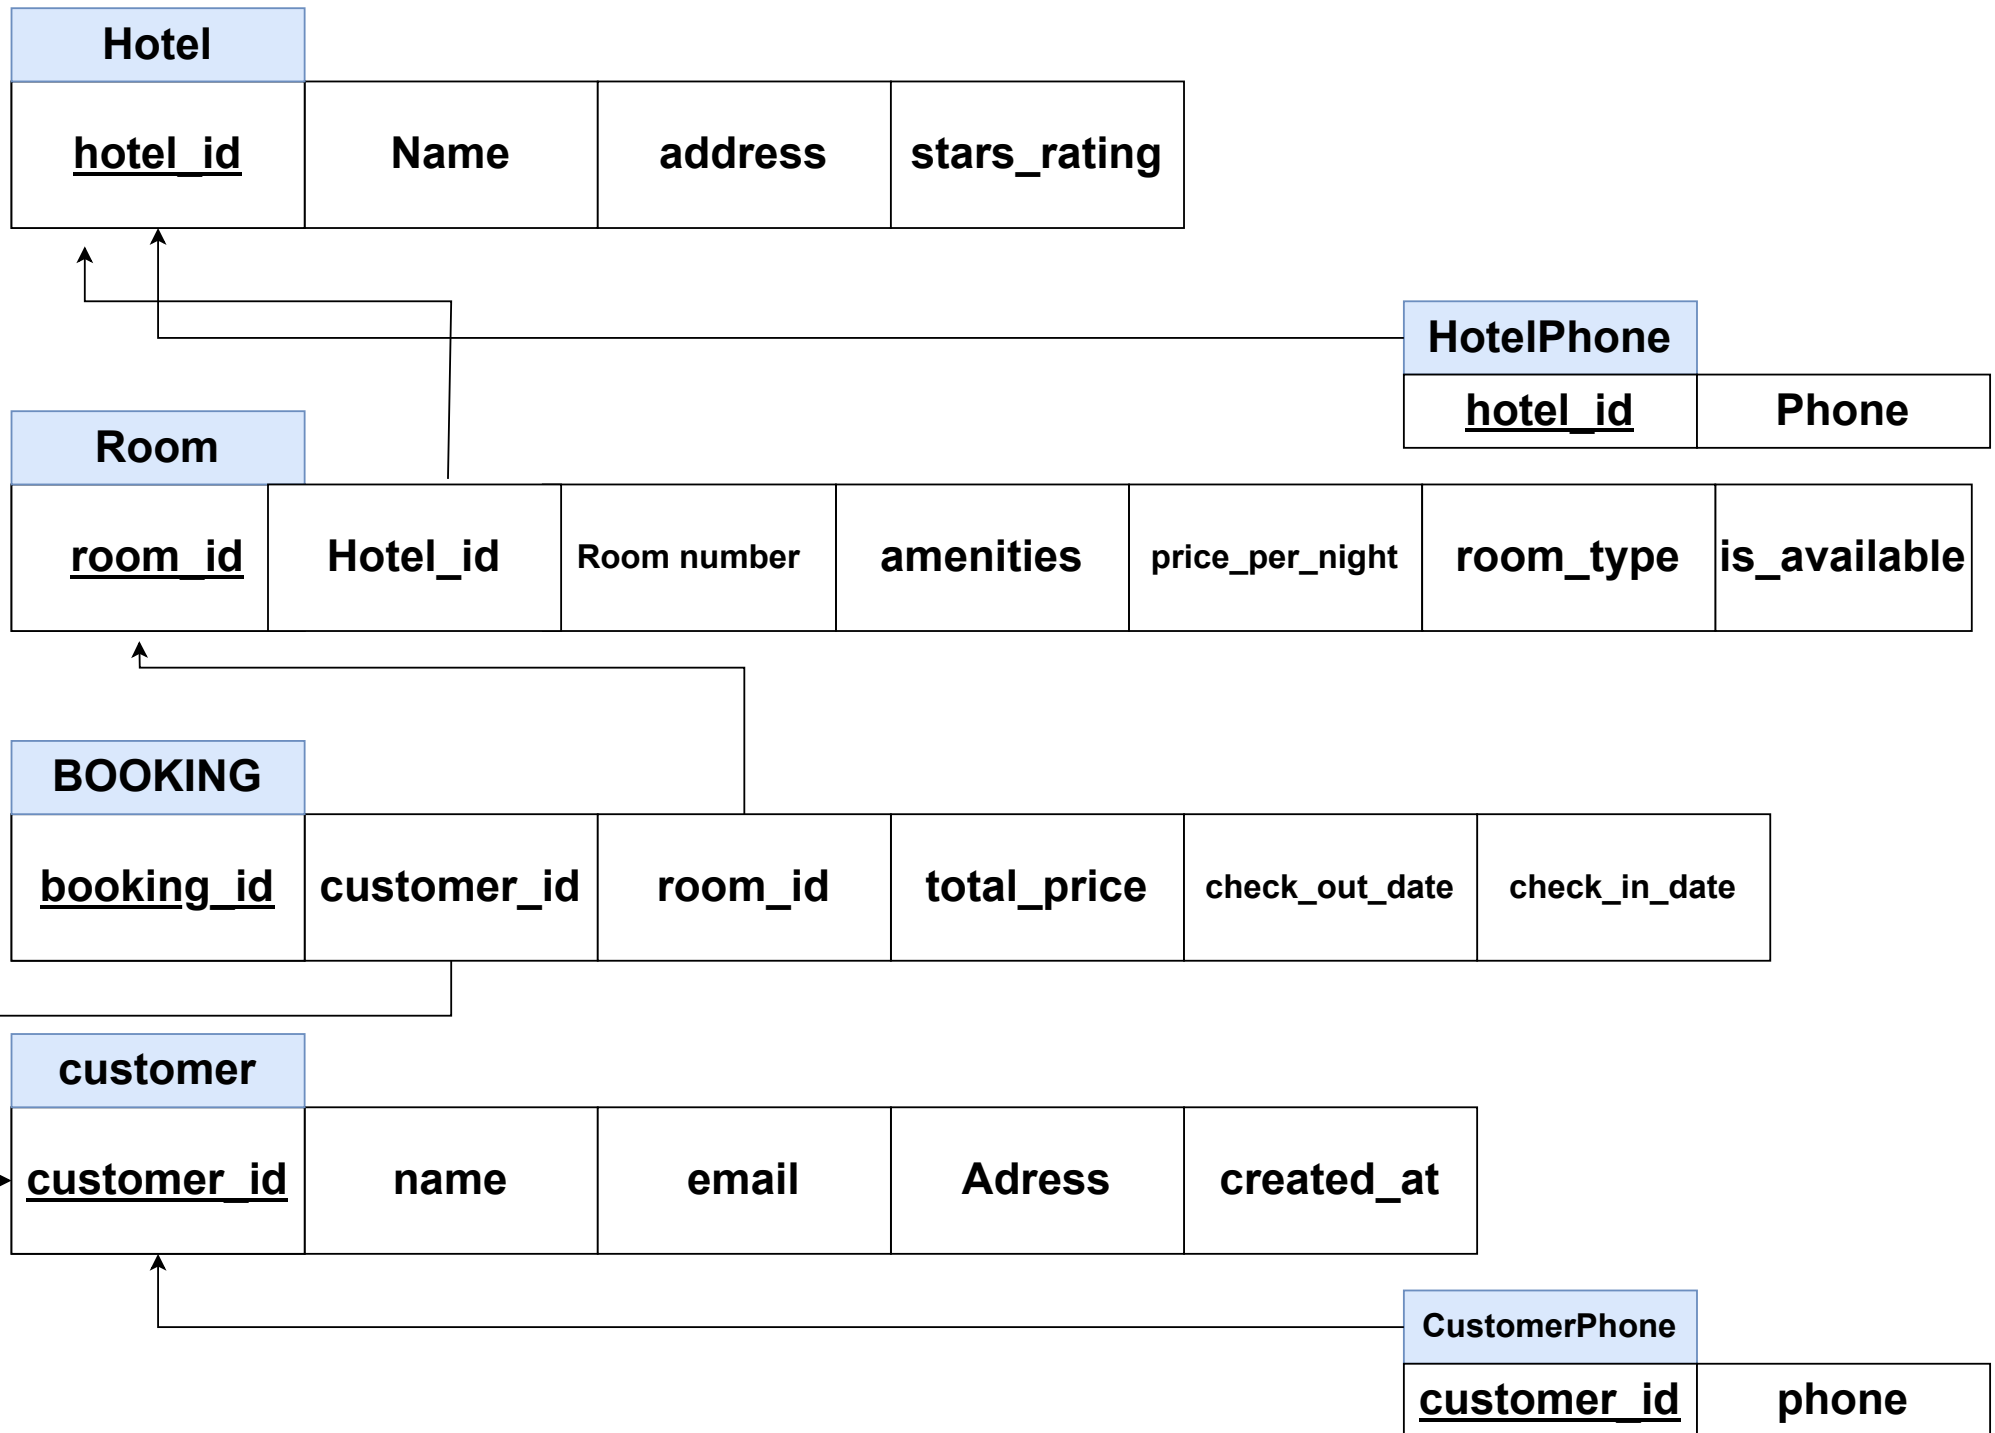 Hotel
hotel_id Name address stars_rating
HotelPhone
hotel_id Phone
Room
room_id Hotel_id Room number amenities price_per_night room_type is_available
BOOKING
booking_id customer_id room_id total_price check_out_date check_in_date
customer
customer_id name email Adress created_at
CustomerPhone
customer_id phone